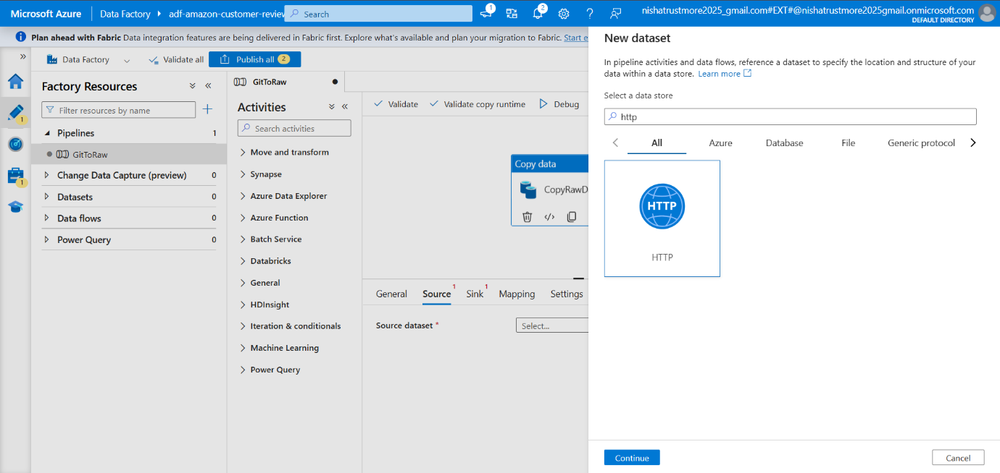 Microsoft Azure
Data Factory
adf-amazon-customer-review
Search
1
2
nishatrustmore2025_gmail.com#EXT#@nishatrustmore2025gmail.onmicrosoft.com
DEFAULT DIRECTORY
Plan ahead with Fabric Data integration features are being delivered in Fabric first. Explore what's available and plan your migration to Fabric. Start e
Data Factory
Validate all
Publish all 2
1
1
Factory Resources
Filter resources by name
Pipelines 1
GitToRaw
Change Data Capture (preview) 0
Datasets 0
Data flows 0
Power Query 0
GitToRaw
Activities
Search activities
Move and transform
Synapse
Azure Data Explorer
Azure Function
Batch Service
Databricks
General
HDInsight
Iteration & conditionals
Machine Learning
Power Query
Validate
Validate copy runtime
Debug
Copy data
CopyRawD
General
Source 1
Sink 1
Mapping
Settings
Source dataset *
Select...
New dataset
In pipeline activities and data flows, reference a dataset to specify the location and structure of your
data within a data store. Learn more
Select a data store
http
All
Azure
Database
File
Generic protocol
HTTP
HTTP
Continue
Cancel